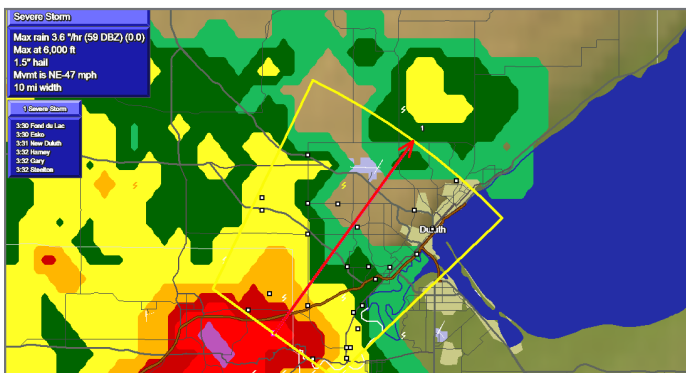 Severe Storm
Max rain 3.6 "/hr (59 DBZ) (0.0)
Max at 6,000 ft
1.5" hail
Mvmt is NE-47 mph
10 mi width
1 Severe Storm
3:30 Fond du Lac
3:30 Esko
3:31 New Duluth
3:32 Harney
3:32 Gary
3:32 Steelton
1
Duluth